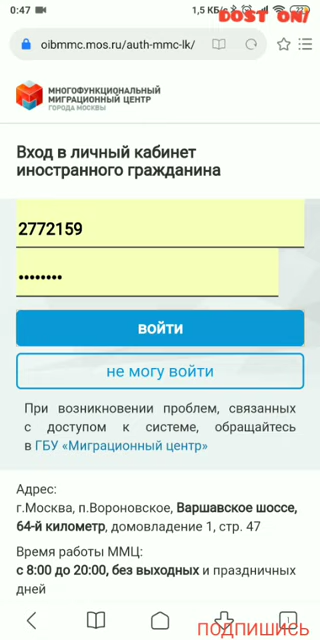 0:47
1,5 КБ/с
DOST ON/
oibmmc.mos.ru/auth-mmc-lk/
МНОГОФУНКЦИОНАЛЬНЫЙ
МИГРАЦИОННЫЙ ЦЕНТР
ГОРОДА МОСКВЫ
Вход в личный кабинет
иностранного гражданина
2772159
••••••••
войти
не могу войти
При возникновении проблем, связанных
с доступом к системе, обращайтесь
в ГБУ «Миграционный центр»
Адрес:
г.Москва, п.Вороновское, Варшавское шоссе,
64-й километр, домовладение 1, стр. 47
Время работы ММЦ:
с 8:00 до 20:00, без выходных и праздничных
дней
1
ПОДПИШИСЬ